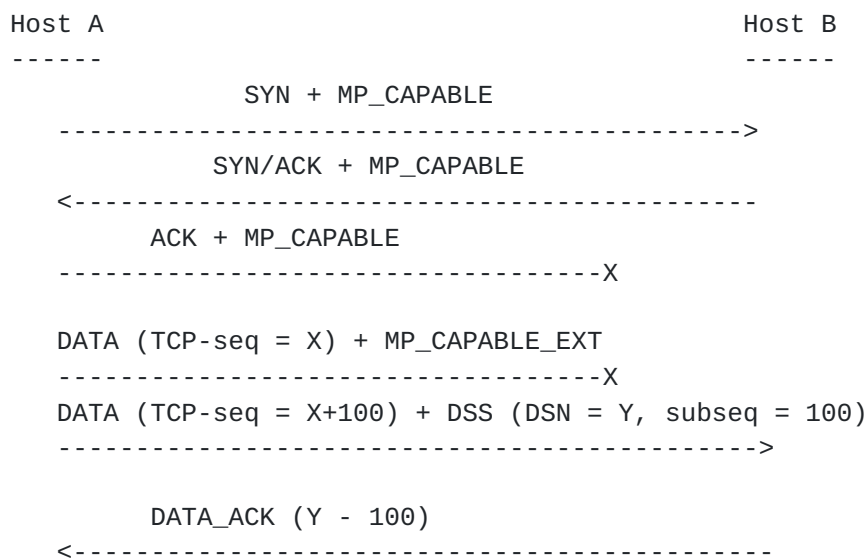 Host A                                         Host B
------                                         ------
               SYN + MP_CAPABLE
   -------------------------------------------->
             SYN/ACK + MP_CAPABLE
   <--------------------------------------------
         ACK + MP_CAPABLE
   -----------------------------------X

   DATA (TCP-seq = X) + MP_CAPABLE_EXT
   -----------------------------------X
   DATA (TCP-seq = X+100) + DSS (DSN = Y, subseq = 100)
   --------------------------------------------->

         DATA_ACK (Y - 100)
   <---------------------------------------------